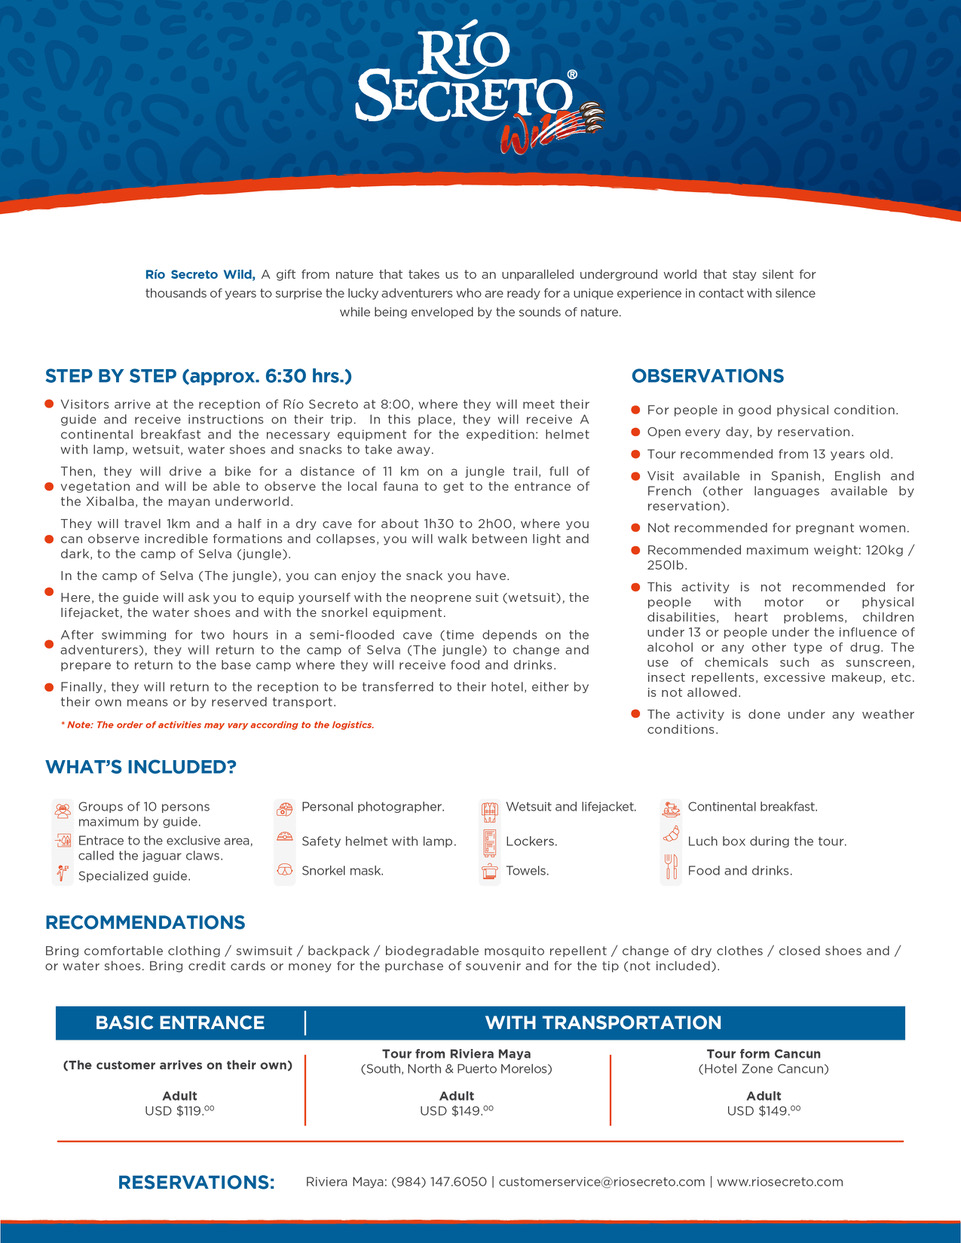 RÍO
SECRETO®
Wild
Río Secreto Wild, A gift from nature that takes us to an unparalleled underground world that stay silent for
thousands of years to surprise the lucky adventurers who are ready for a unique experience in contact with silence
while being enveloped by the sounds of nature.
STEP BY STEP (approx. 6:30 hrs.)
Visitors arrive at the reception of Río Secreto at 8:00, where they will meet their
guide and receive instructions on their trip. In this place, they will receive A
continental breakfast and the necessary equipment for the expedition: helmet
with lamp, wetsuit, water shoes and snacks to take away.
Then, they will drive a bike for a distance of 11 km on a jungle trail, full of
vegetation and will be able to observe the local fauna to get to the entrance of
the Xibalba, the mayan underworld.
They will travel 1km and a half in a dry cave for about 1h30 to 2h00, where you
can observe incredible formations and collapses, you will walk between light and
dark, to the camp of Selva (jungle).
In the camp of Selva (The jungle), you can enjoy the snack you have.
Here, the guide will ask you to equip yourself with the neoprene suit (wetsuit), the
lifejacket, the water shoes and with the snorkel equipment.
After swimming for two hours in a semi-flooded cave (time depends on the
adventurers), they will return to the camp of Selva (The jungle) to change and
prepare to return to the base camp where they will receive food and drinks.
Finally, they will return to the reception to be transferred to their hotel, either by
their own means or by reserved transport.
* Note: The order of activities may vary according to the logistics.
OBSERVATIONS
For people in good physical condition.
Open every day, by reservation.
Tour recommended from 13 years old.
Visit available in Spanish, English and
French (other languages available by
reservation).
Not recommended for pregnant women.
Recommended maximum weight: 120kg /
250lb.
This activity is not recommended for
people with motor or physical
disabilities, heart problems, children
under 13 or people under the influence of
alcohol or any other type of drug. The
use of chemicals such as sunscreen,
insect repellents, excessive makeup, etc.
is not allowed.
The activity is done under any weather
conditions.
WHAT'S INCLUDED?
Groups of 10 persons
maximum by guide.
Entrace to the exclusive area,
called the jaguar claws.
Specialized guide.
Personal photographer.
Safety helmet with lamp.
Snorkel mask.
Wetsuit and lifejacket.
Lockers.
Towels.
Continental breakfast.
Luch box during the tour.
Food and drinks.
RECOMMENDATIONS
Bring comfortable clothing / swimsuit / backpack / biodegradable mosquito repellent / change of dry clothes / closed shoes and /
or water shoes. Bring credit cards or money for the purchase of souvenir and for the tip (not included).
BASIC ENTRANCE
WITH TRANSPORTATION
(The customer arrives on their own)
Adult
USD $119.00
Tour from Riviera Maya
(South, North & Puerto Morelos)
Adult
USD $149.00
Tour form Cancun
(Hotel Zone Cancun)
Adult
USD $149.00
RESERVATIONS:
Riviera Maya: (984) 147.6050 | customerservice@riosecreto.com | www.riosecreto.com